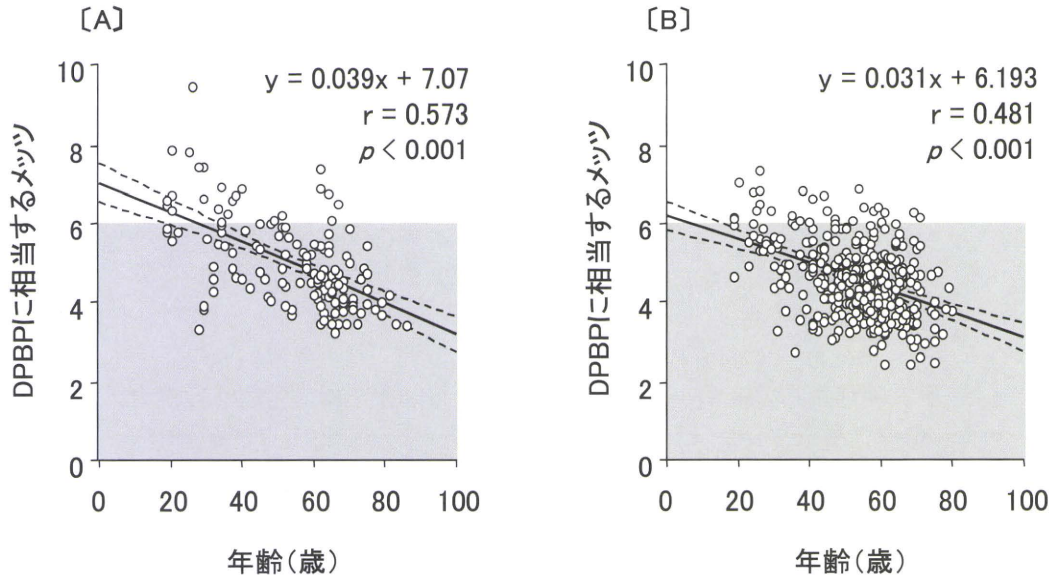 〔A〕
y = 0.039x + 7.07
r = 0.573
p < 0.001
DPBPに相当するメッツ
10
8
6
4
2
0
0 20 40 60 80 100
年齢(歳)
〔B〕
y = 0.031x + 6.193
r = 0.481
p < 0.001
DPBPに相当するメッツ
10
8
6
4
2
0
0 20 40 60 80 100
年齢(歳)